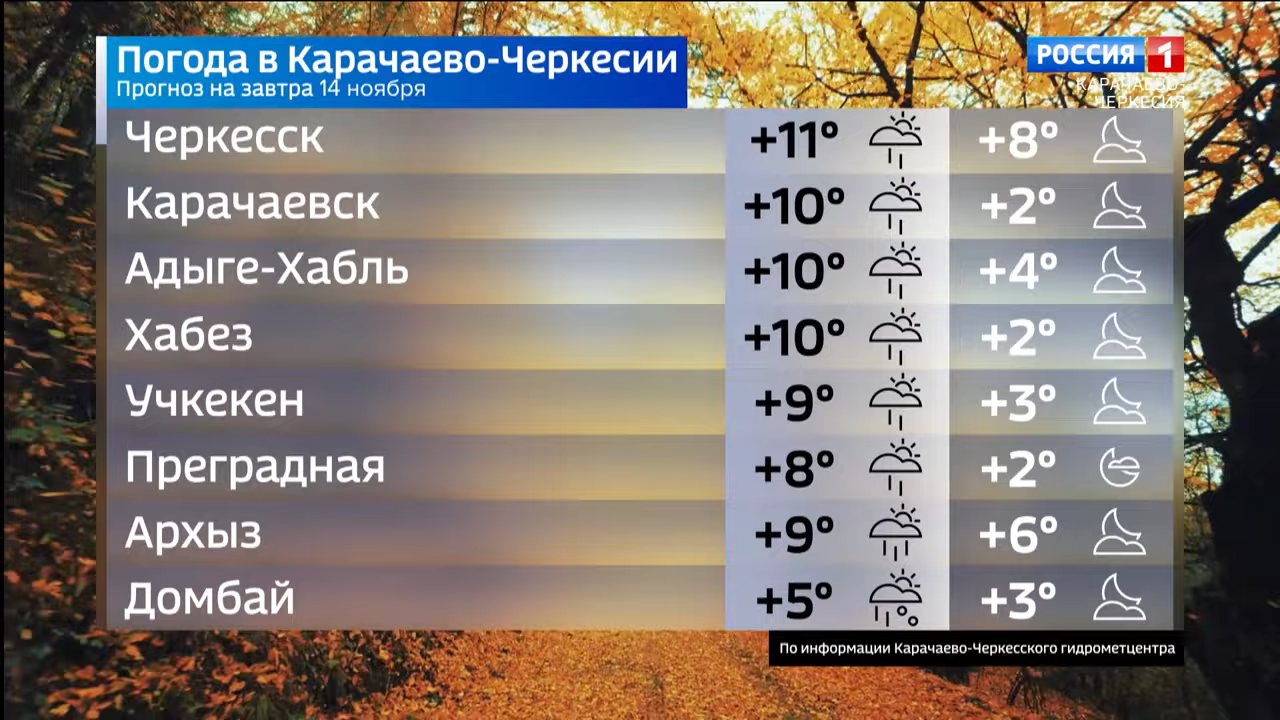 Погода в Карачаево-Черкесии
Прогноз на завтра 14 ноября
РОССИЯ 1
КАРАЧАЕВО-
ЧЕРКЕСИЯ
Черкесск +11° +8°
Карачаевск +10° +2°
Адыге-Хабль +10° +4°
Хабез +10° +2°
Учкекен +9° +3°
Преградная +8° +2°
Архыз +9° +6°
Домбай +5° +3°
По информации Карачаево-Черкесского гидрометцентра